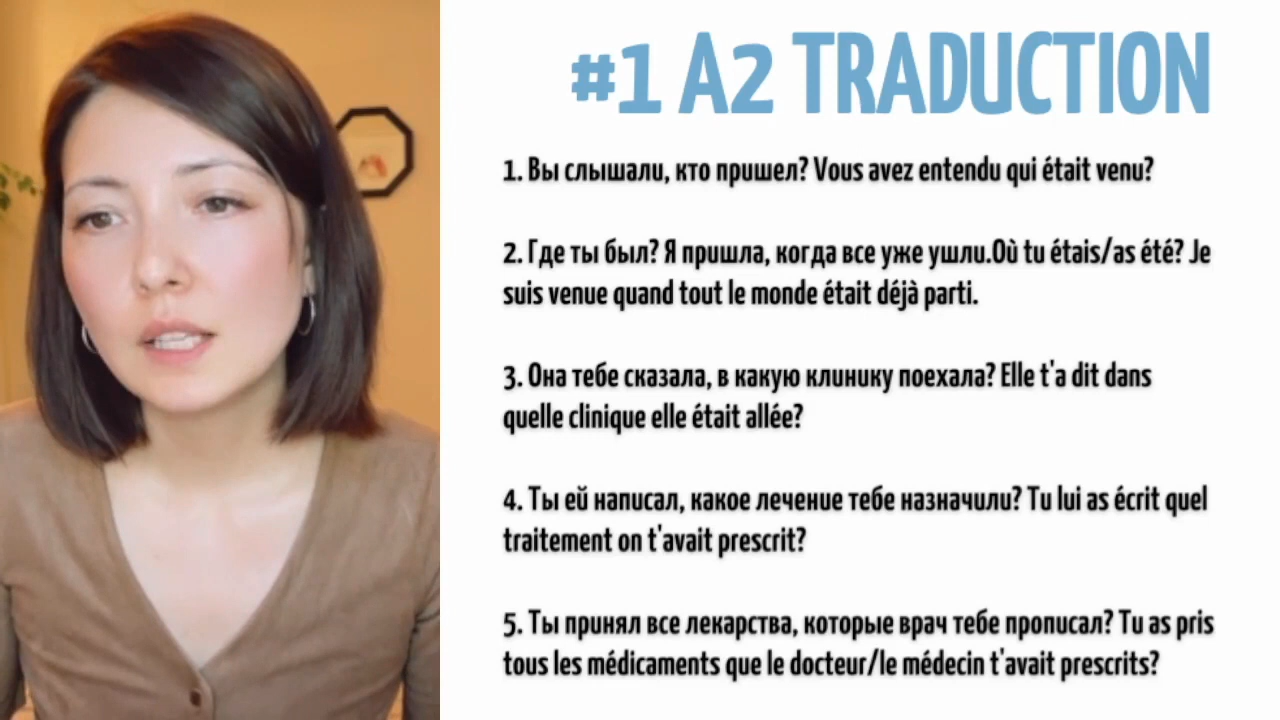 #1 A2 TRADUCTION
1. Вы слышали, кто пришел? Vous avez entendu qui était venu?
2. Где ты был? Я пришла, когда все уже ушли.Où tu étais/as été? Je
suis venue quand tout le monde était déjà parti.
3. Она тебе сказала, в какую клинику поехала? Elle t'a dit dans
quelle clinique elle était allée?
4. Ты ей написал, какое лечение тебе назначили? Tu lui as écrit quel
traitement on t'avait prescrit?
5. Ты принял все лекарства, которые врач тебе прописал? Tu as pris
tous les médicaments que le docteur/le médecin t'avait prescrits?